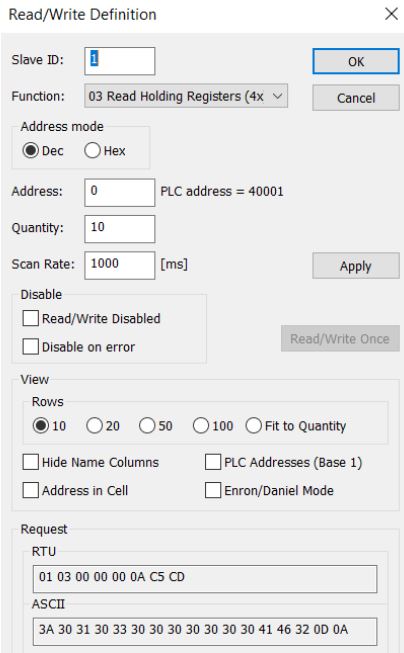 Read/Write Definition
Slave ID: 1 OK
Function: 03 Read Holding Registers (4x Cancel
Address mode
Dec Hex
Address: 0 PLC address = 40001
Quantity: 10
Scan Rate: 1000 [ms] Apply
Disable
Read/Write Disabled
Disable on error
Read/Write Once
View
Rows
10 20 50 100 Fit to Quantity
Hide Name Columns PLC Addresses (Base 1)
Address in Cell Enron/Daniel Mode
Request
RTU
01 03 00 00 00 0A C5 CD
ASCII
3A 30 31 30 33 30 30 30 30 30 30 41 46 32 0D 0A